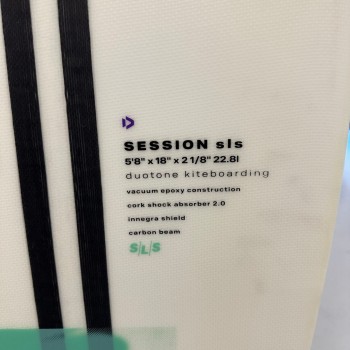 SESSION sls
5'8" x 18" x 2 1/8" 22.8l
duotone kiteboarding
vacuum epoxy construction
cork shock absorber 2.0
innegra shield
carbon beam
S/L/S